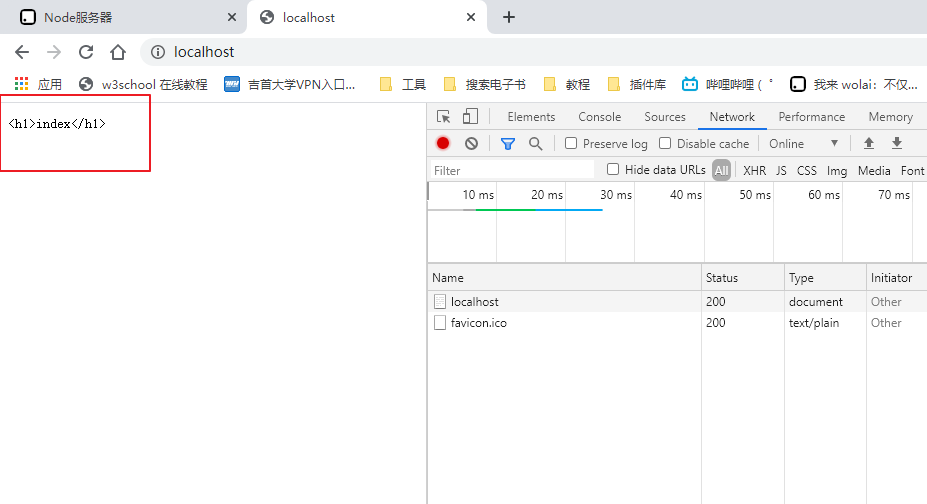 Node服务器
localhost
localhost
应用
w3school 在线教程
吉首大学VPN入口...
工具
搜索电子书
教程
插件库
哔哩哔哩 ( ゜
我来 wolai：不仅...
<h1>index</h1>
Elements Console Sources Network Performance Memory
Preserve log Disable cache Online
Filter Hide data URLs All XHR JS CSS Img Media Font
10 ms 20 ms 30 ms 40 ms 50 ms 60 ms 70 ms
Name Status Type Initiator
localhost 200 document Other
favicon.ico 200 text/plain Other